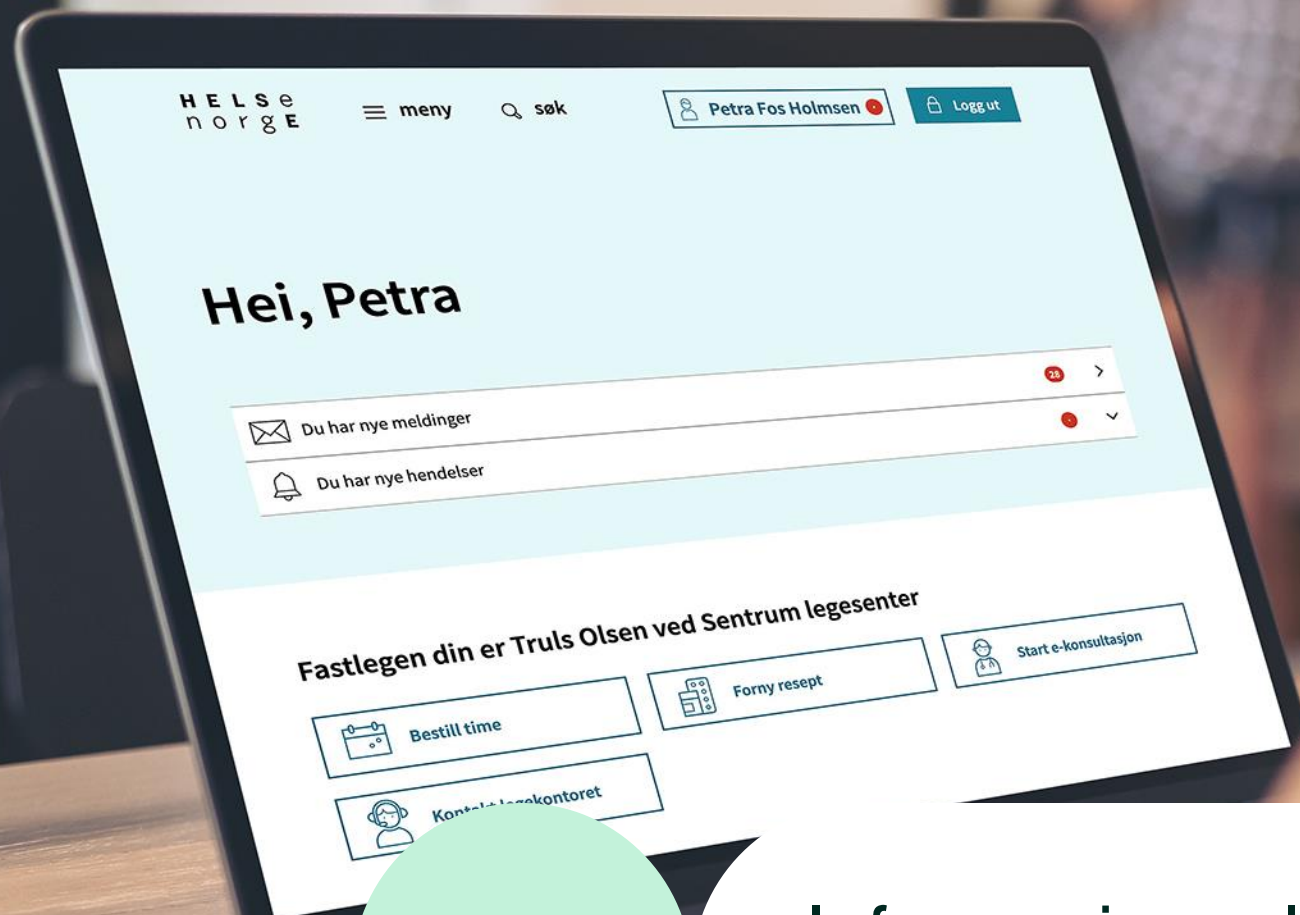 HELSe
norgE
meny
søk
Petra Fos Holmsen
Logg ut
Hei, Petra
Du har nye meldinger
28
Du har nye hendelser
Fastlegen din er Truls Olsen ved Sentrum legesenter
Bestill time
Forny resept
Start e-konsultasjon
Kontakt legekontoret